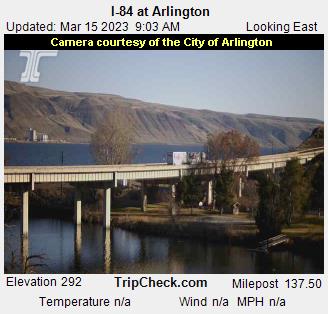 I-84 at Arlington
Updated: Mar 15 2023 9:03 AM Looking East
Camera courtesy of the City of Arlington
Elevation 292 TripCheck.com Milepost 137.50
Temperature n/a Wind n/a MPH n/a